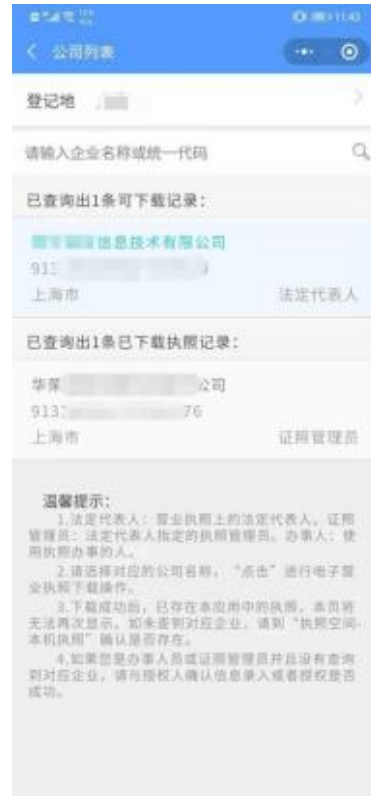 11:43
公司列表
登记地
请输入企业名称或统一代码
已查询出1条可下载记录：
信息技术有限公司
913
上海市 法定代表人
已查询出1条已下载执照记录：
华 公司
913 76
上海市 证照管理员
温馨提示：
1.法定代表人：营业执照上的法定代表人。证照
管理员：法定代表人指定的执照管理员。办事人：使
用执照办事的人。
2.请选择对应的公司名称，“点击”进行电子营
业执照下载操作。
3.下载成功后，已存在本应用中的执照，本页将
无法再次显示。如未查到对应企业，请到“执照空间-
本机执照”确认是否存在。
4.如果您是办事人员或证照管理员并且没有查询
到对应企业，请与授权人确认信息录入或者授权是否
成功。